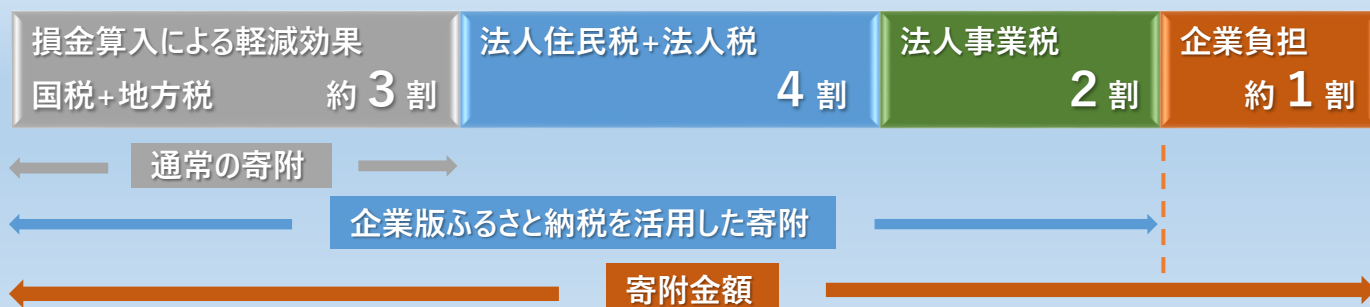 損金算入による軽減効果
国税+地方税 約3割
法人住民税+法人税
4割
法人事業税
2割
企業負担
約1割
通常の寄附
企業版ふるさと納税を活用した寄附
寄附金額